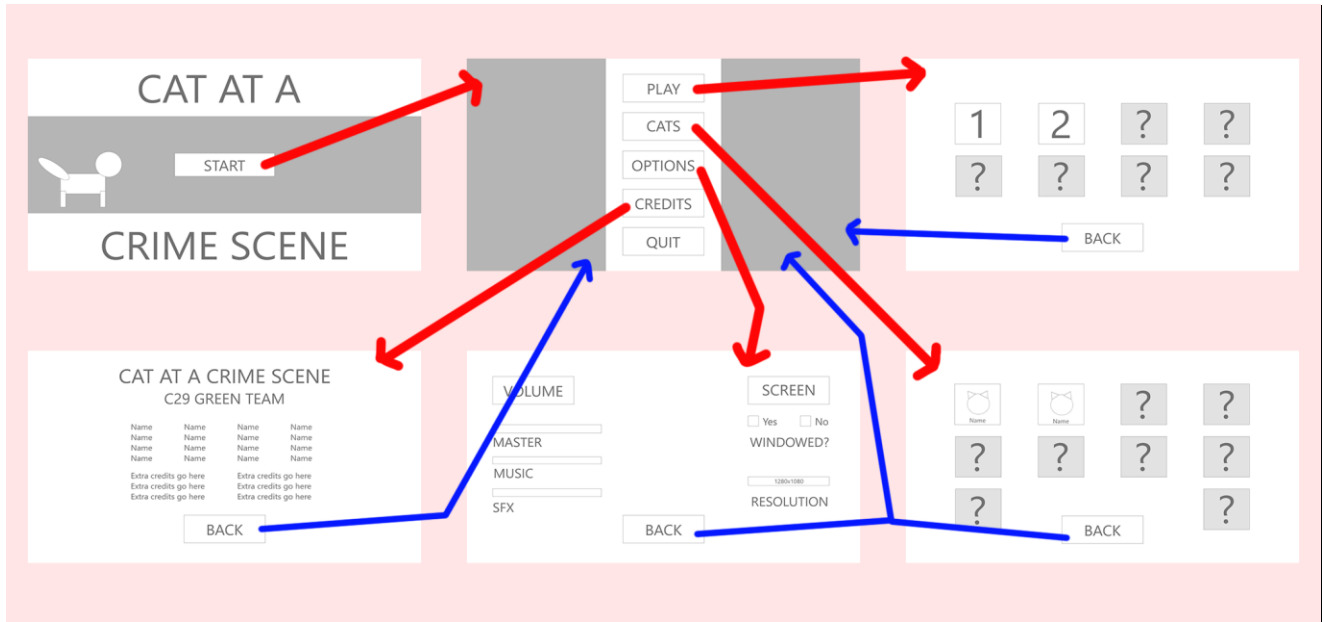 CAT AT A
START
CRIME SCENE
PLAY
CATS
OPTIONS
CREDITS
QUIT
1 2 ? ?
? ? ? ?
BACK
CAT AT A CRIME SCENE
C29 GREEN TEAM
Name Name Name Name
Name Name Name Name
Name Name Name Name
Name Name Name Name
Extra credits go here Extra credits go here
Extra credits go here Extra credits go here
Extra credits go here Extra credits go here
BACK
VOLUME
MASTER
MUSIC
SFX
SCREEN
Yes No
WINDOWED?
1280x1080
RESOLUTION
BACK
Name Name ? ?
? ? ? ?
? ?
BACK